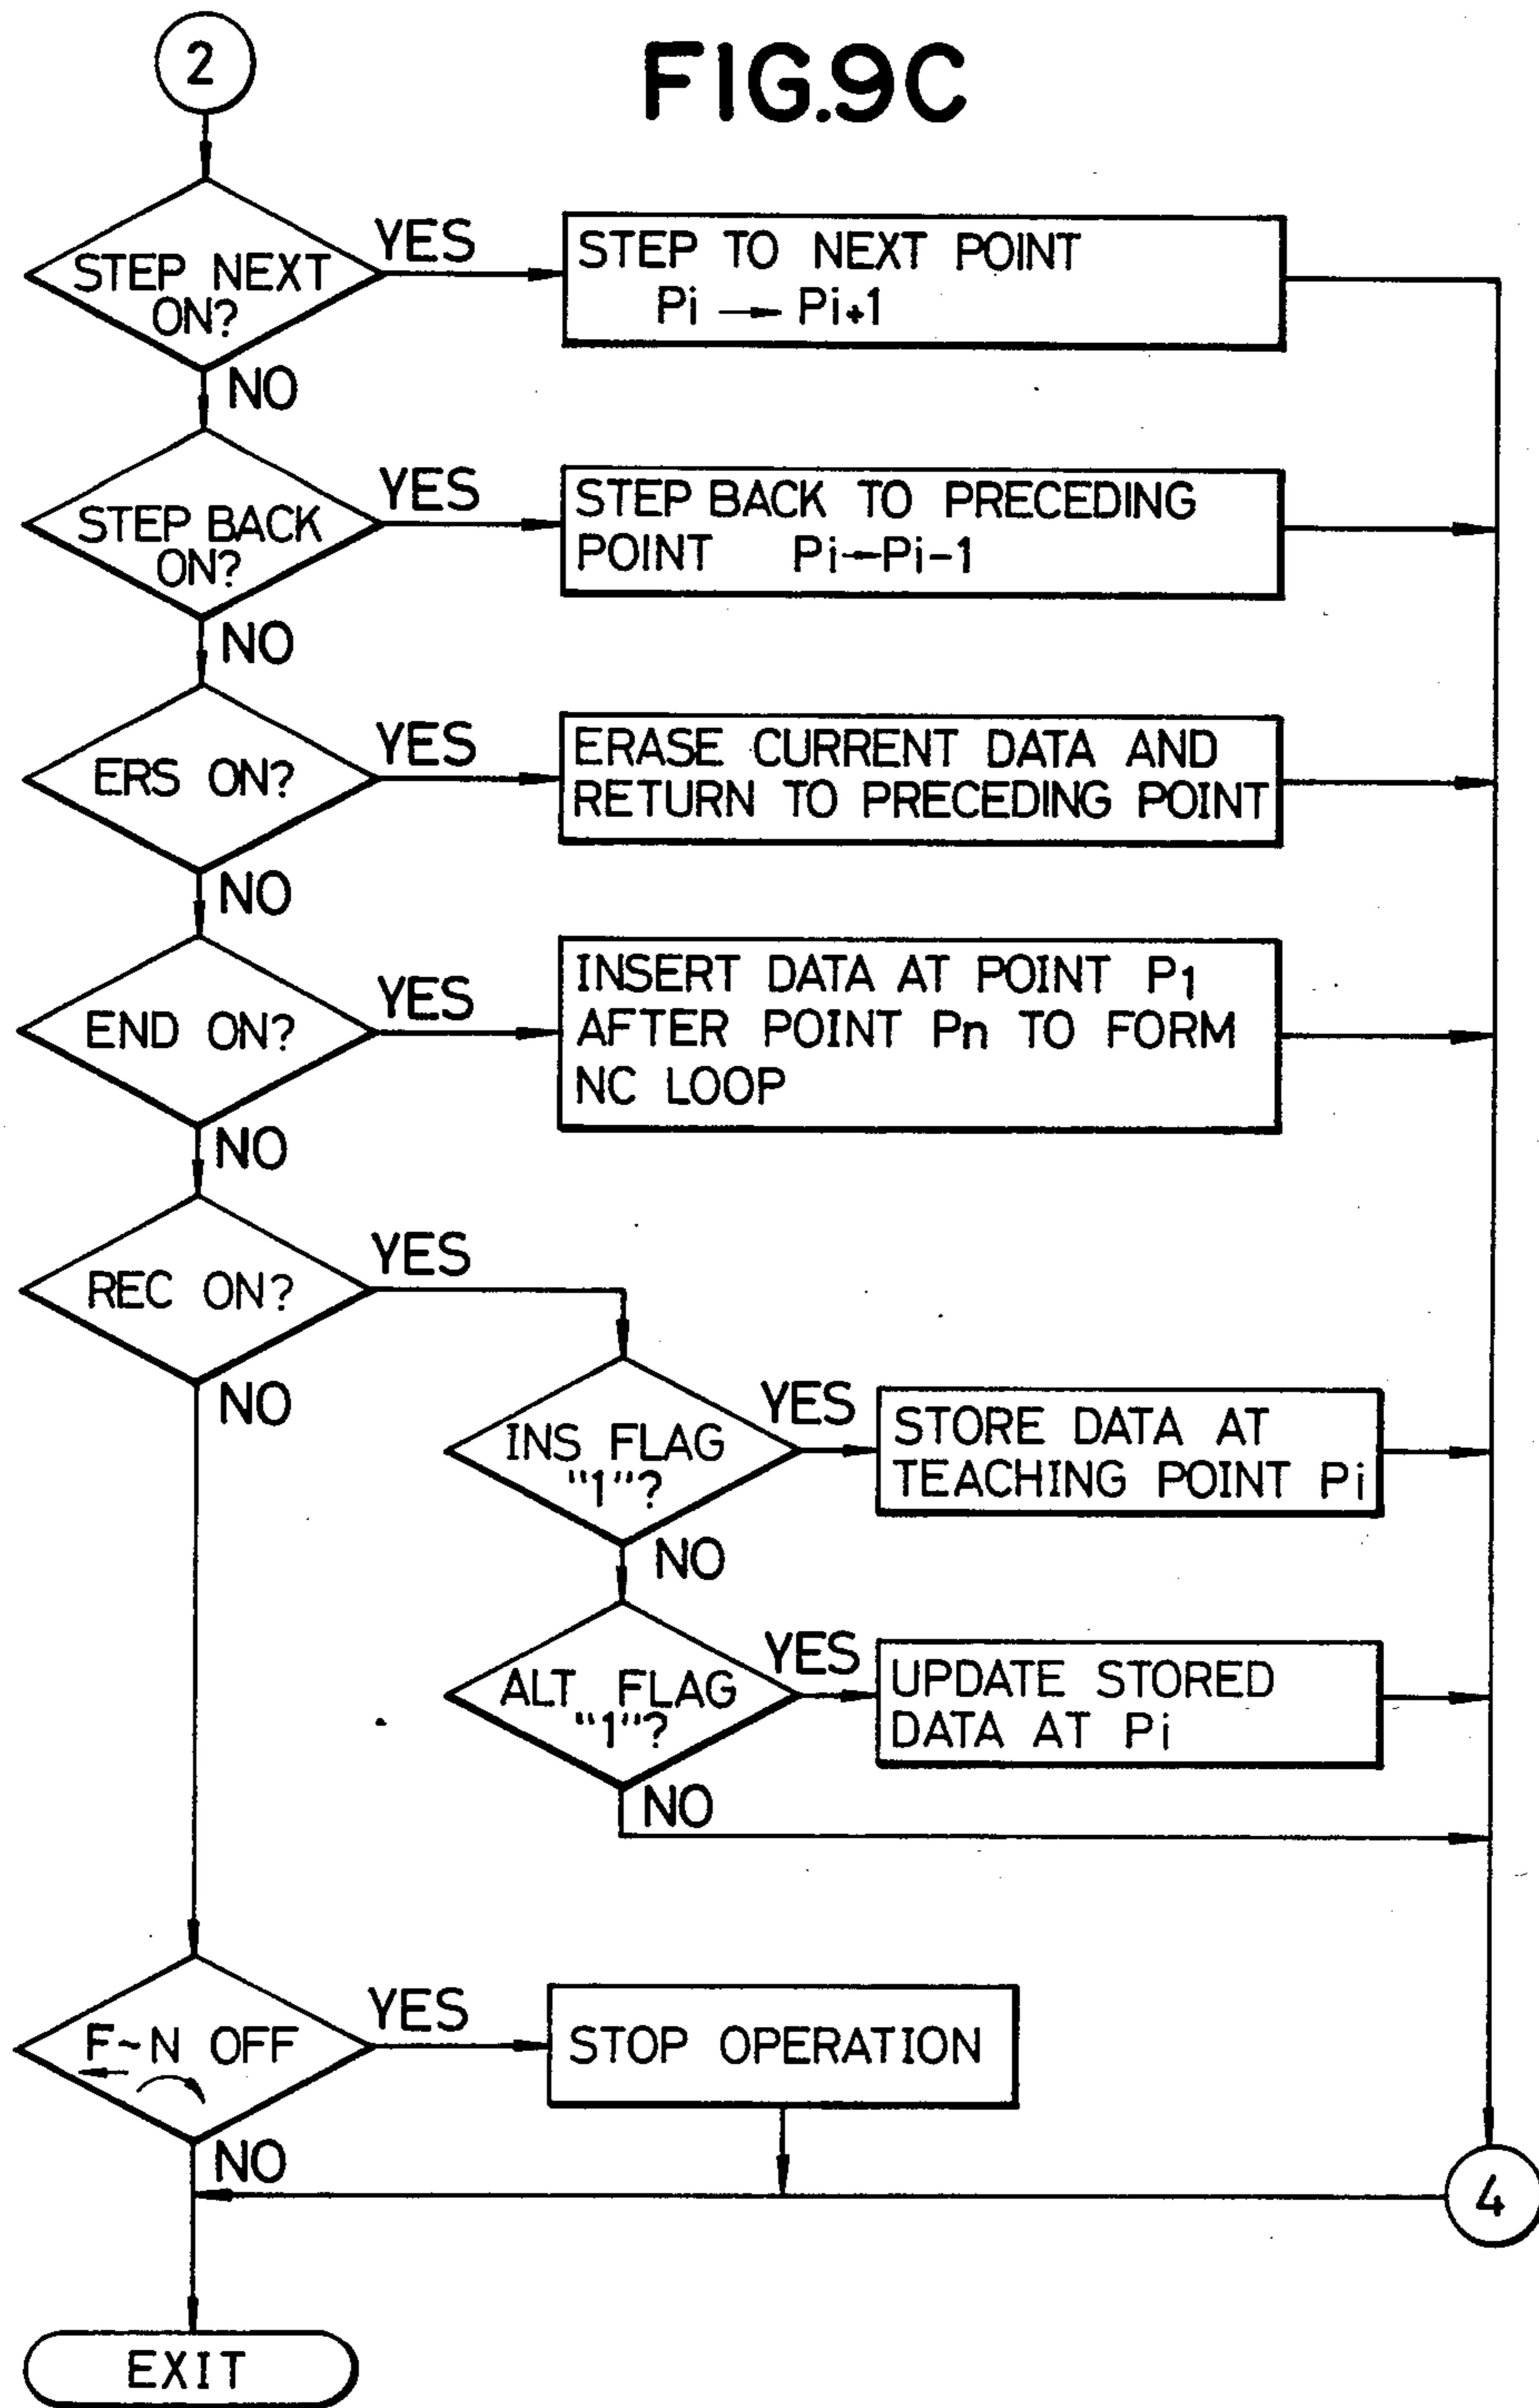 2
FIG.9C
STEP NEXT
ON?
YES
STEP TO NEXT POINT
Pi → Pi+1
NO
STEP BACK
ON?
YES
STEP BACK TO PRECEDING
POINT Pi→Pi-1
NO
ERS ON?
YES
ERASE CURRENT DATA AND
RETURN TO PRECEDING POINT
NO
END ON?
YES
INSERT DATA AT POINT P1
AFTER POINT Pn TO FORM
NC LOOP
NO
REC ON?
YES
NO
INS FLAG
"1"?
YES
STORE DATA AT
TEACHING POINT Pi
NO
ALT FLAG
"1"?
YES
UPDATE STORED
DATA AT Pi
NO
F~N OFF
YES
STOP OPERATION
NO
4
EXIT